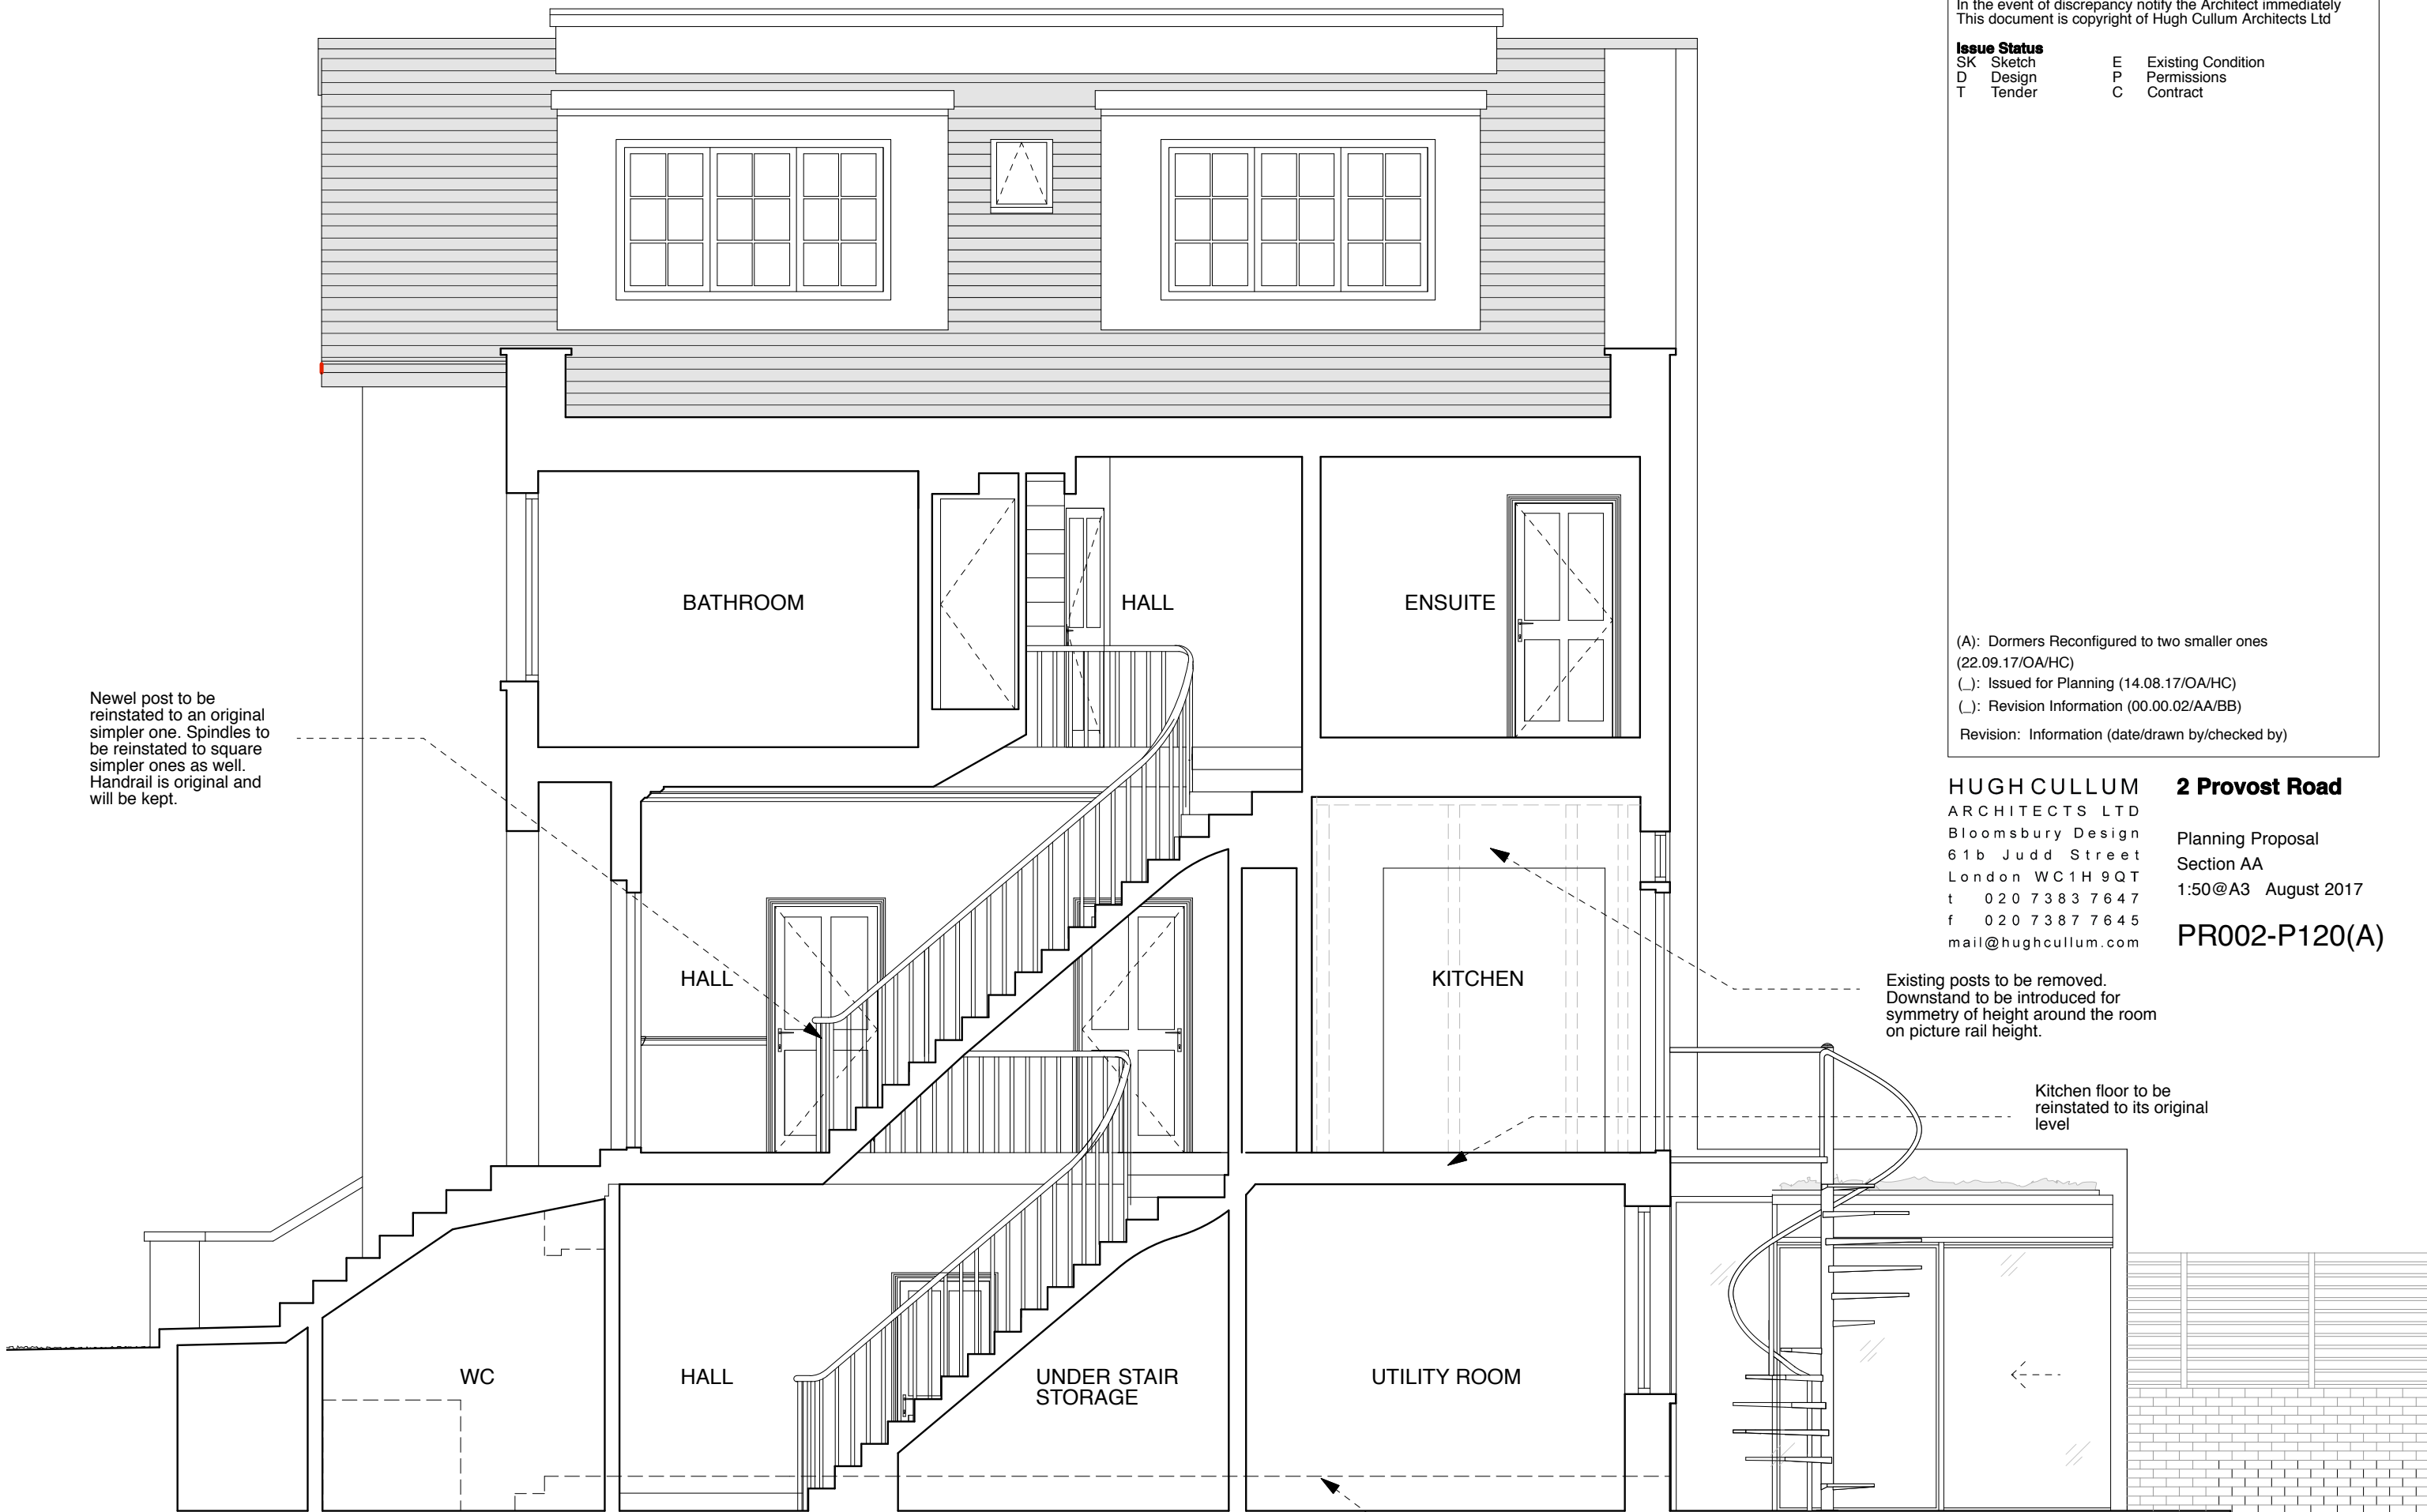 In the event of discrepancy notify the Architect immediately
This document is copyright of Hugh Cullum Architects Ltd
Issue Status
SK Sketch E Existing Condition
D Design P Permissions
T Tender C Contract
(A): Dormers Reconfigured to two smaller ones
(22.09.17/OA/HC)
(_): Issued for Planning (14.08.17/OA/HC)
(_): Revision Information (00.00.02/AA/BB)
Revision: Information (date/drawn by/checked by)
HUGH CULLUM
ARCHITECTS LTD
Bloomsbury Design
61b Judd Street
London WC1H 9QT
t 020 7383 7647
f 020 7387 7645
mail@hughcullum.com
2 Provost Road
Planning Proposal
Section AA
1:50@A3 August 2017
PR002-P120(A)
BATHROOM
HALL
ENSUITE
Newel post to be
reinstated to an original
simpler one. Spindles to
be reinstated to square
simpler ones as well.
Handrail is original and
will be kept.
HALL
KITCHEN
Existing posts to be removed.
Downstand to be introduced for
symmetry of height around the room
on picture rail height.
Kitchen floor to be
reinstated to its original
level
WC
HALL
UNDER STAIR
STORAGE
UTILITY ROOM